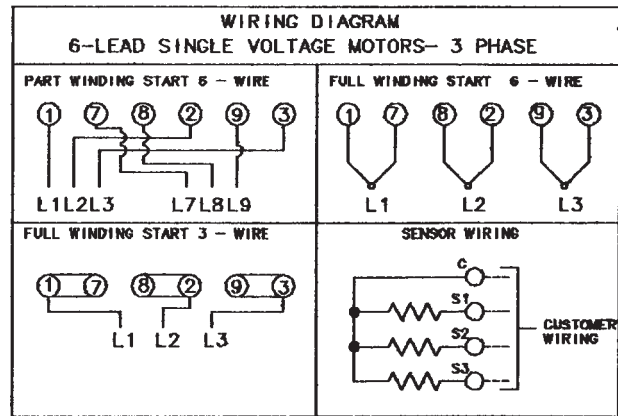 WIRING DIAGRAM
6-LEAD SINGLE VOLTAGE MOTORS- 3 PHASE
PART WINDING START 6 - WIRE
1 7 8 2 9 3
L1 L2 L3 L7 L8 L9
FULL WINDING START 6 - WIRE
1 7 8 2 9 3
L1 L2 L3
FULL WINDING START 3 - WIRE
1 7 8 2 9 3
L1 L2 L3
SENSOR WIRING
C
S1
S2
S3
CUSTOMER
WIRING